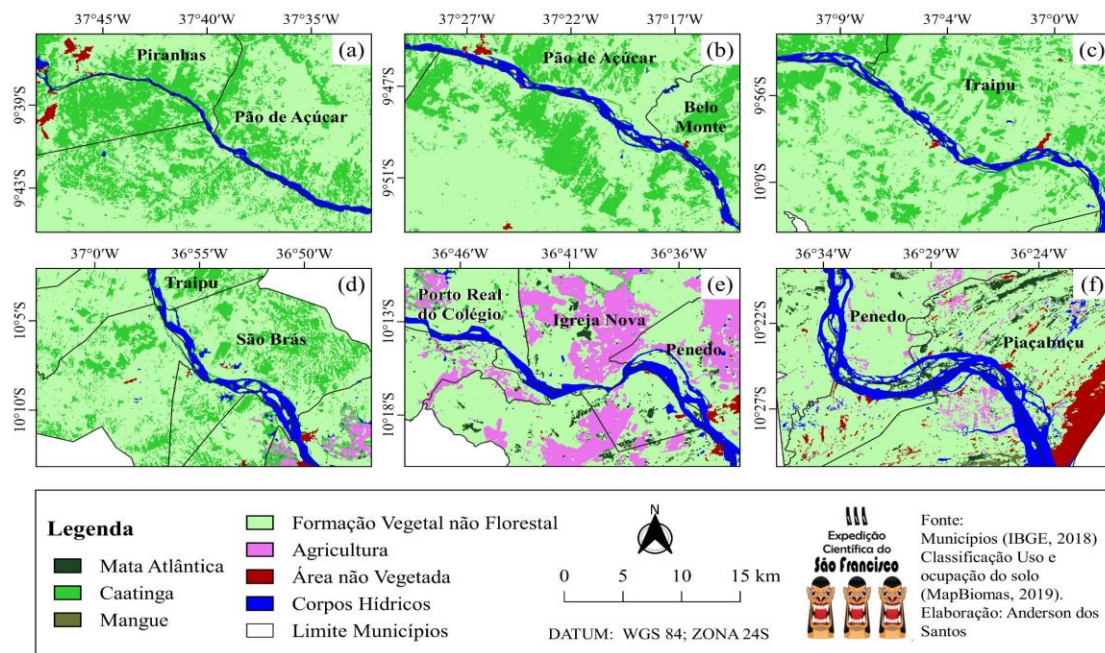 37°45'W 37°40'W 37°35'W
37°27'W 37°22'W 37°17'W
37°9'W 37°4'W 37°0'W
9°39'S
9°43'S
Piranhas
Pão de Açúcar
(a)
9°47'S
9°51'S
Pão de Açúcar
Belo
Monte
(b)
9°56'S
10°0'S
Traipu
(c)
37°0'W 36°55'W 36°50'W
36°46'W 36°41'W 36°36'W
36°34'W 36°29'W 36°24'W
10°5'S
10°10'S
Traipu
São Brás
(d)
10°13'S
10°18'S
Porto Real
do Colégio
Igreja Nova
Penedo
(e)
10°22'S
10°27'S
Penedo
Piaçabuçu
(f)
Legenda
Mata Atlântica
Caatinga
Mangue
Formação Vegetal não Florestal
Agricultura
Área não Vegetada
Corpos Hídricos
Limite Municípios
N
0 5 10 15 km
DATUM: WGS 84; ZONA 24S
Expedição
Científica do
São Francisco
Fonte:
Municípios (IBGE, 2018)
Classificação Uso e
ocupação do solo
(MapBiomas, 2019).
Elaboração: Anderson dos
Santos